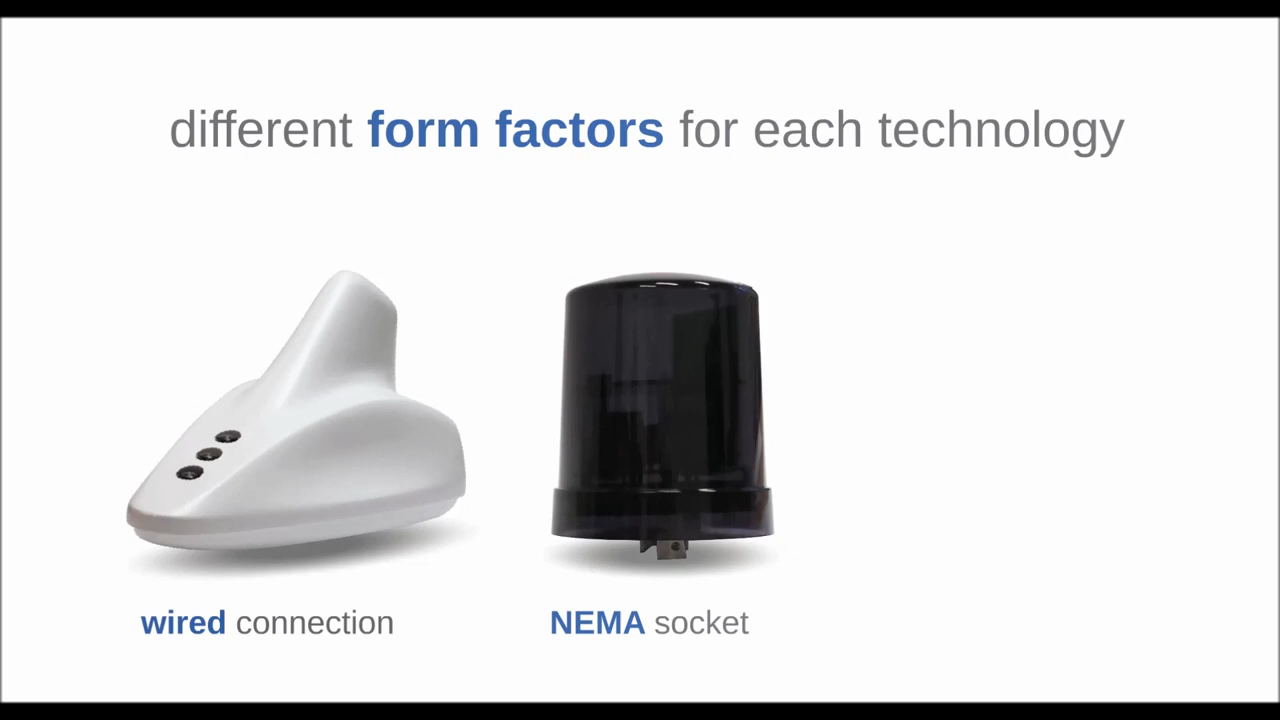 different form factors for each technology
wired connection
NEMA socket